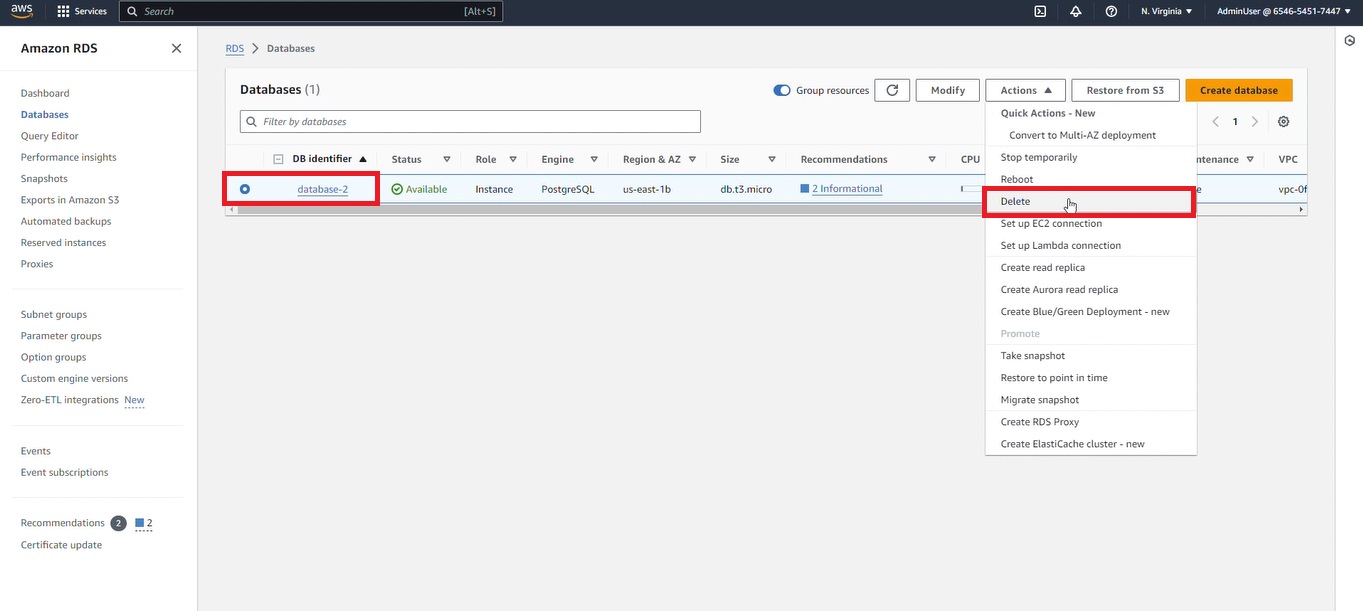 aws Services Search [Alt+S] N. Virginia AdminUser @ 6546-5451-7447
Amazon RDS
Dashboard
Databases
Query Editor
Performance insights
Snapshots
Exports in Amazon S3
Automated backups
Reserved instances
Proxies
Subnet groups
Parameter groups
Option groups
Custom engine versions
Zero-ETL integrations New
Events
Event subscriptions
Recommendations 2 2
Certificate update
RDS > Databases
Databases (1)
Group resources Modify Actions Restore from S3 Create database
Filter by databases
1
DB identifier Status Role Engine Region & AZ Size Recommendations CPU ntenance VPC
database-2 Available Instance PostgreSQL us-east-1b db.t3.micro 2 Informational e vpc-0f
Quick Actions - New
Convert to Multi-AZ deployment
Stop temporarily
Reboot
Delete
Set up EC2 connection
Set up Lambda connection
Create read replica
Create Aurora read replica
Create Blue/Green Deployment - new
Promote
Take snapshot
Restore to point in time
Migrate snapshot
Create RDS Proxy
Create ElastiCache cluster - new